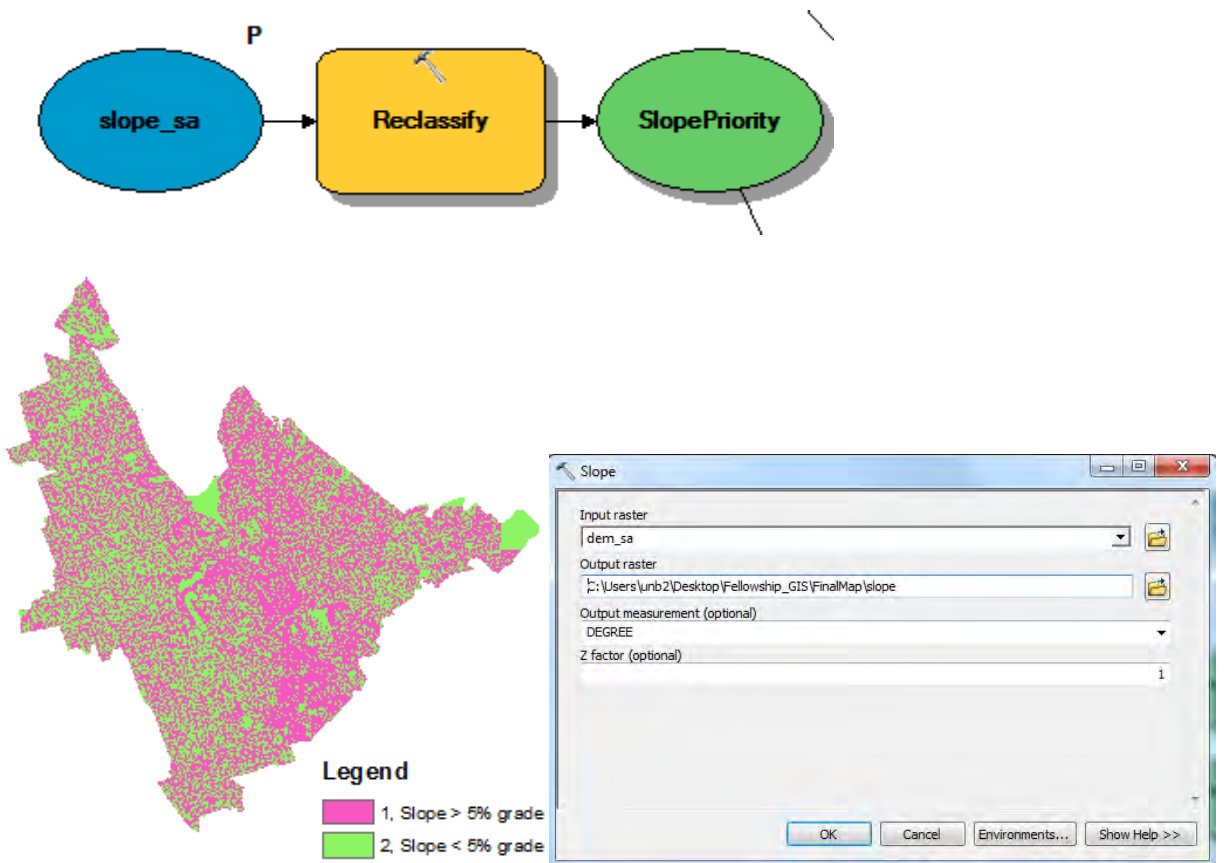 P
slope_sa
Reclassify
SlopePriority
Legend
1, Slope > 5% grade
2, Slope < 5% grade
Slope
Input raster
dem_sa
Output raster
C:\Users\unb2\Desktop\Fellowship_GIS\FinalMap\slope
Output measurement (optional)
DEGREE
Z factor (optional)
1
OK
Cancel
Environments...
Show Help >>